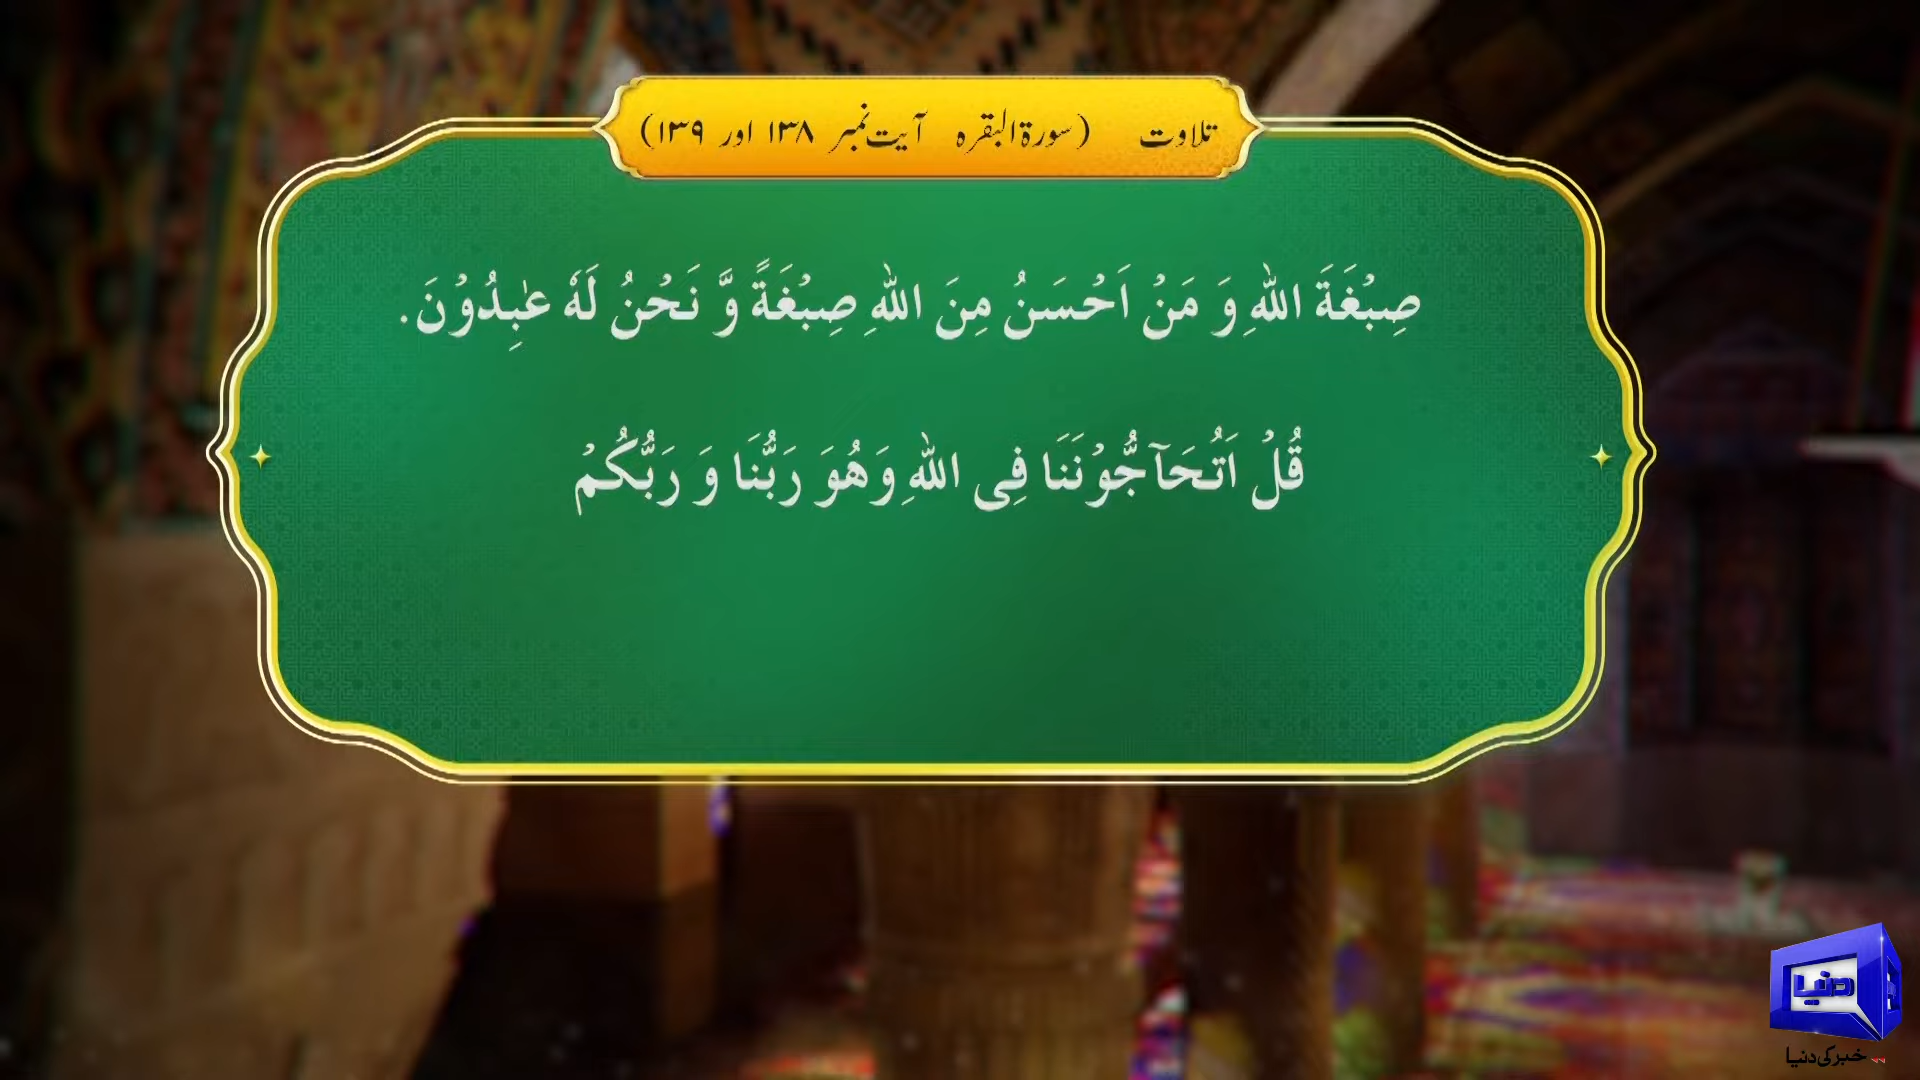 تلاوت (سورۃ البقرہ آیت نمبر ۱۳۸ اور ۱۳۹)
صِبْغَةَ اللّٰهِ وَ مَنْ اَحْسَنُ مِنَ اللّٰهِ صِبْغَةً وَّ نَحْنُ لَهٗ عٰبِدُوْنَ.
قُلْ اَتُحَآجُّوْنَنَا فِی اللّٰهِ وَهُوَ رَبُّنَا وَ رَبُّكُمْ
دنیا
خبر کی دنیا